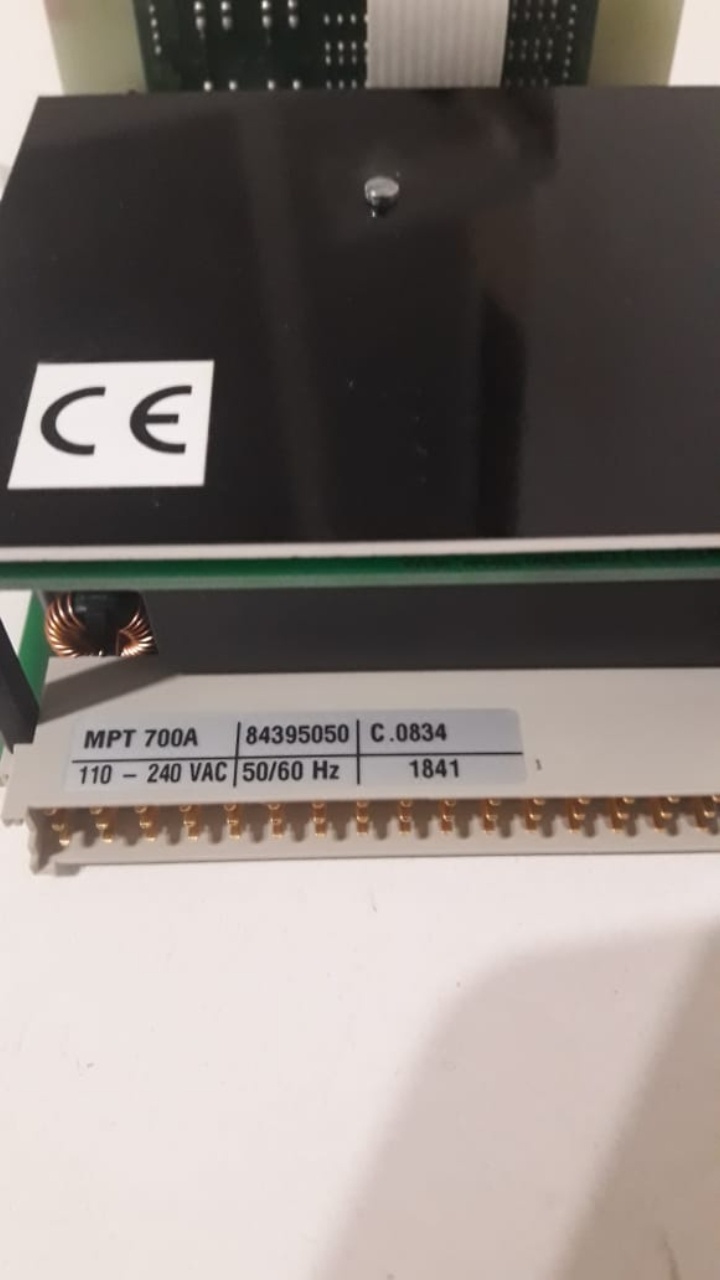 CE
MPT 700A 84395050 C.0834
110 – 240 VAC 50/60 Hz 1841